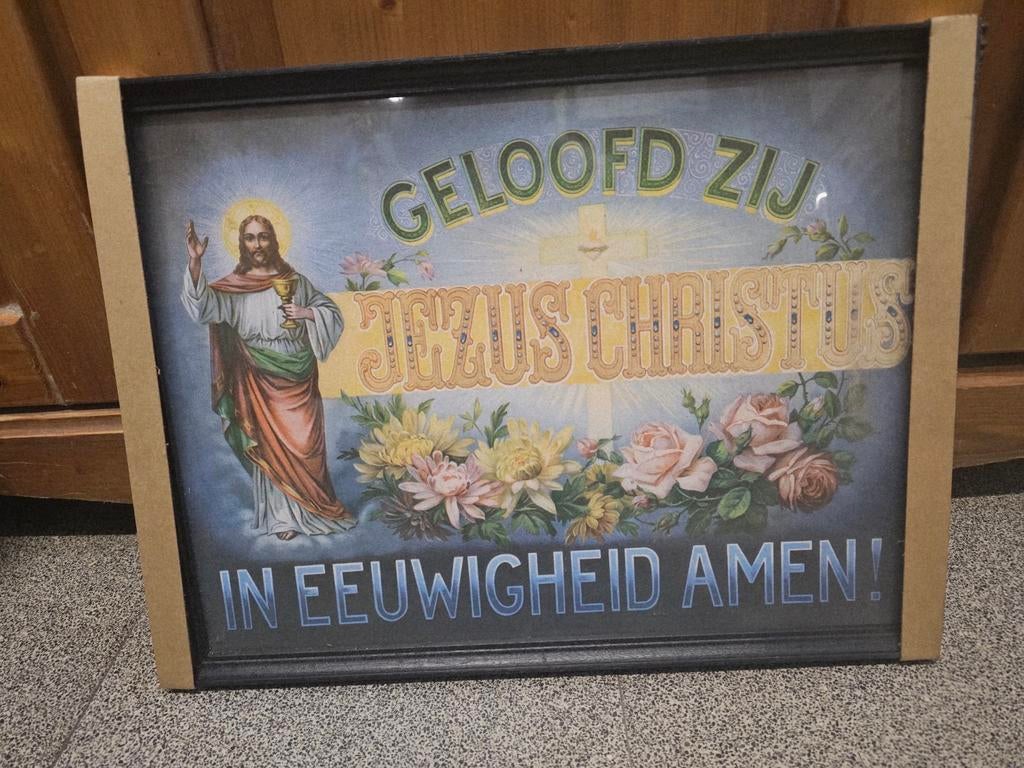 GELOOFD ZIJ
JEZUS CHRISTUS
IN EEUWIGHEID AMEN!